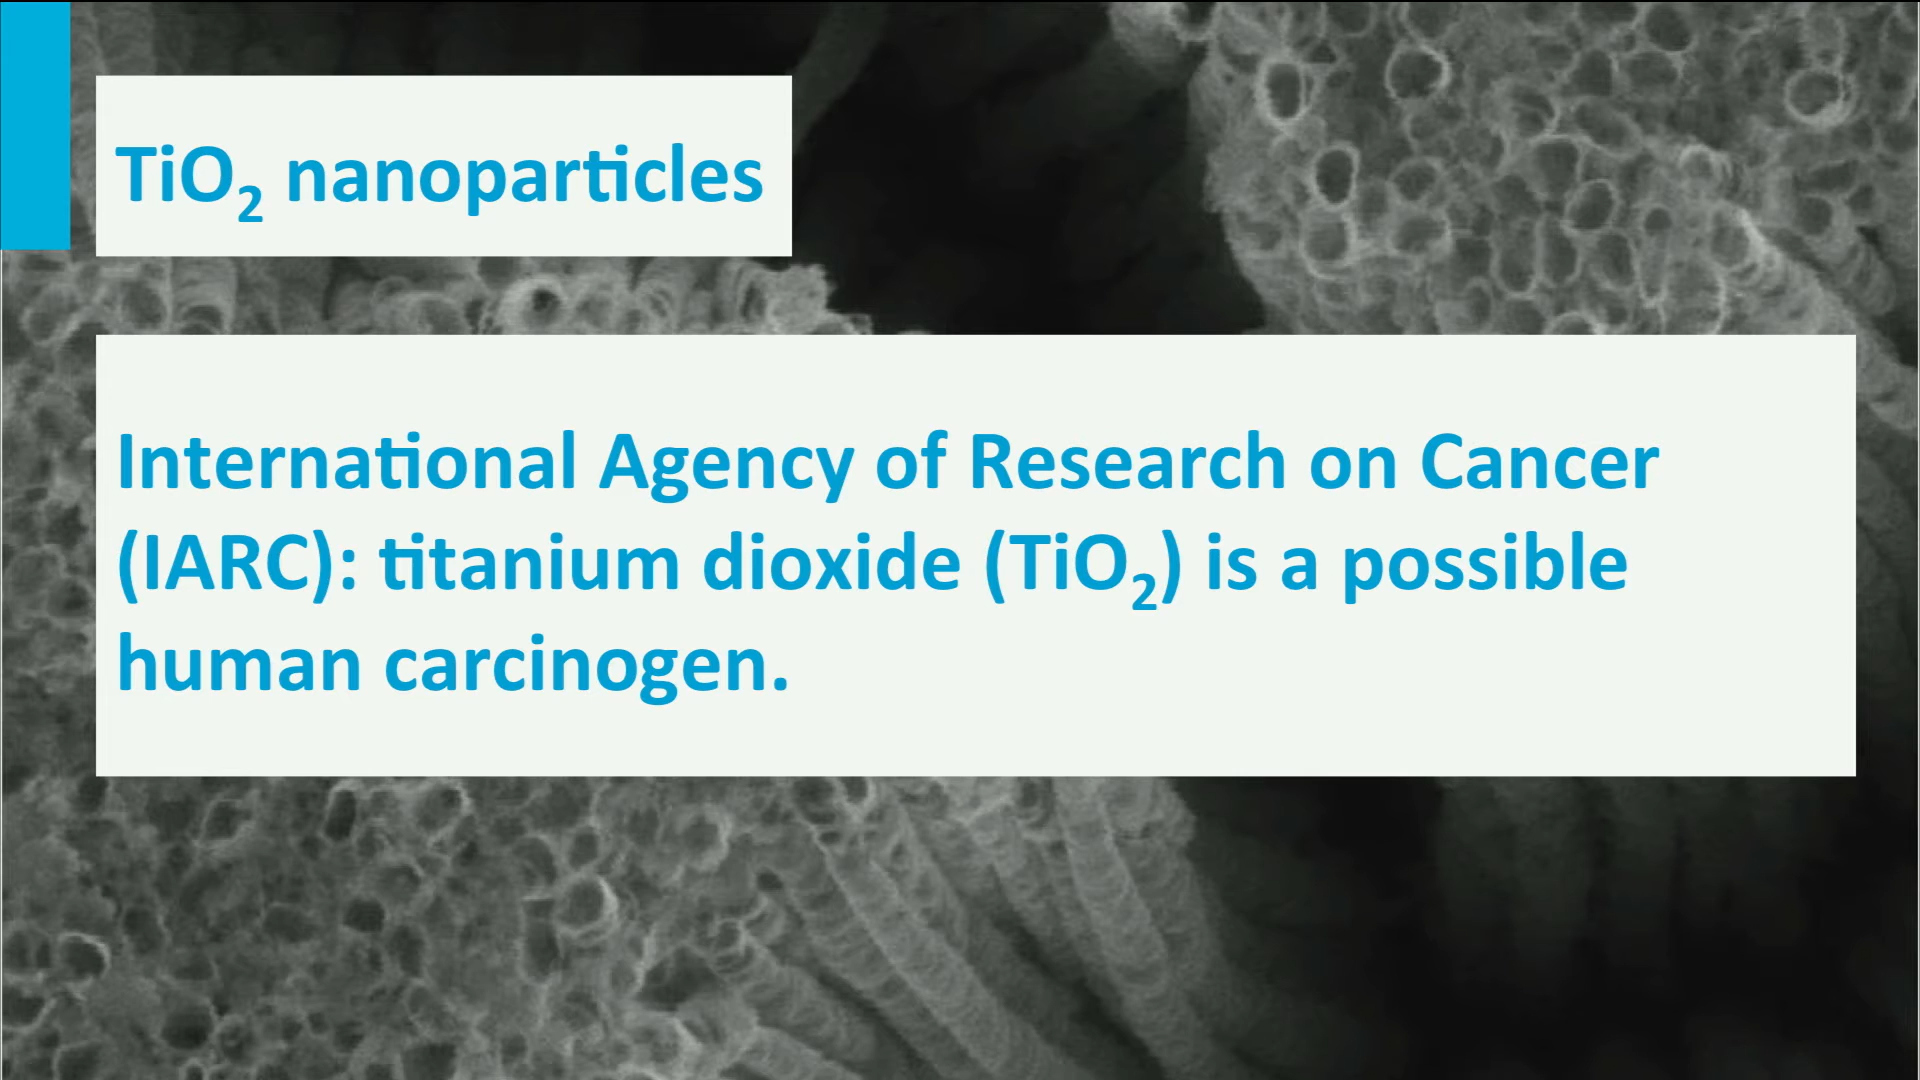 TiO₂ nanoparticles
International Agency of Research on Cancer
(IARC): titanium dioxide (TiO₂) is a possible
human carcinogen.